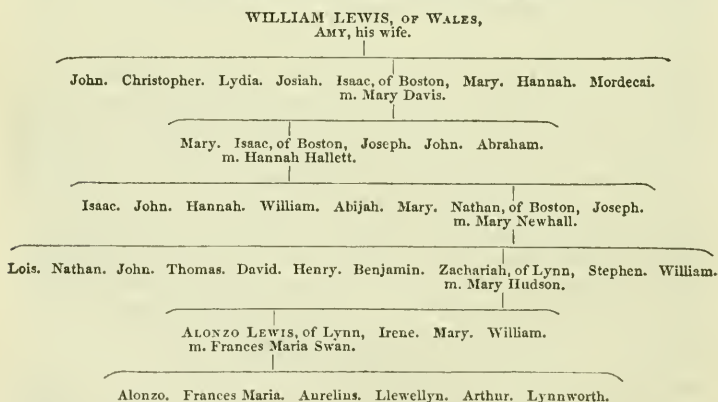 WILLIAM LEWIS, OF WALES,
AMY, his wife.
John. Christopher. Lydia. Josiah. Isaac, of Boston, Mary. Hannah. Mordecai.
m. Mary Davis.
Mary. Isaac, of Boston, Joseph. John. Abraham.
m. Hannah Hallett.
Isaac. John. Hannah. William. Abijah. Mary. Nathan, of Boston, Joseph.
m. Mary Newhall.
Lois. Nathan. John. Thomas. David. Henry. Benjamin. Zachariah, of Lynn, Stephen. William.
m. Mary Hudson.
ALONZO LEWIS, of Lynn, Irene. Mary. William.
m. Frances Maria Swan.
Alonzo. Frances Maria. Aurelius. Llewellyn. Arthur. Lynnworth.